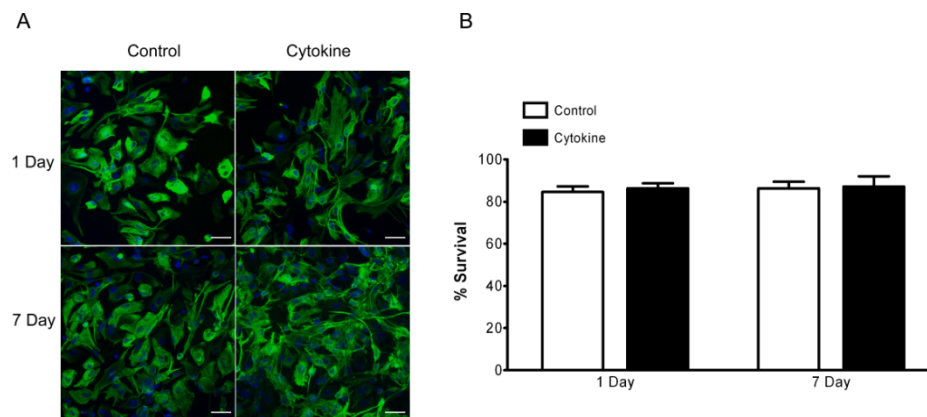 A
Control Cytokine
1 Day
7 Day
B
Control
Cytokine
100
80
60
40
20
0
% Survival
1 Day 7 Day